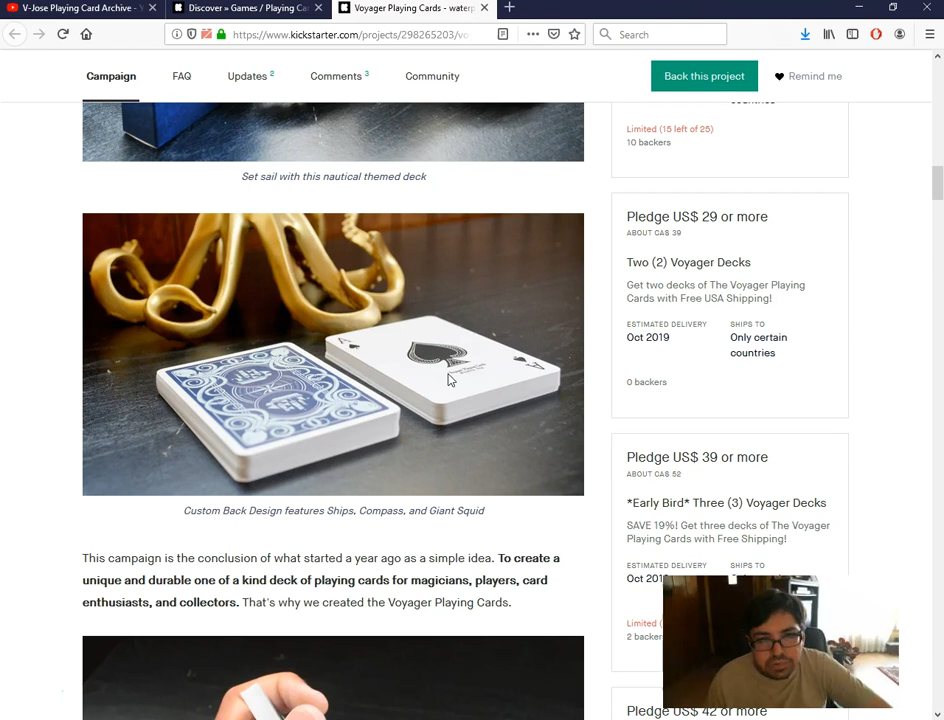 V-Jose Playing Card Archive - Y
Discover » Games / Playing Ca
Voyager Playing Cards - waterp
https://www.kickstarter.com/projects/298265203/vo
Search
Campaign
FAQ
Updates 2
Comments 3
Community
Back this project
Remind me
countries
Limited (15 left of 25)
10 backers
Set sail with this nautical themed deck
Pledge US$ 29 or more
ABOUT CA$ 39
Two (2) Voyager Decks
Get two decks of The Voyager Playing
Cards with Free USA Shipping!
ESTIMATED DELIVERY
SHIPS TO
Oct 2019
Only certain
countries
0 backers
A
A
Custom Back Design features Ships, Compass, and Giant Squid
Pledge US$ 39 or more
ABOUT CA$ 52
*Early Bird* Three (3) Voyager Decks
SAVE 19%! Get three decks of The Voyager
Playing Cards with Free Shipping!
ESTIMATED DELIVERY
SHIPS TO
Oct 201
Limited (
2 backer
This campaign is the conclusion of what started a year ago as a simple idea. To create a
unique and durable one of a kind deck of playing cards for magicians, players, card
enthusiasts, and collectors. That's why we created the Voyager Playing Cards.
Pledge US$ 42 or more